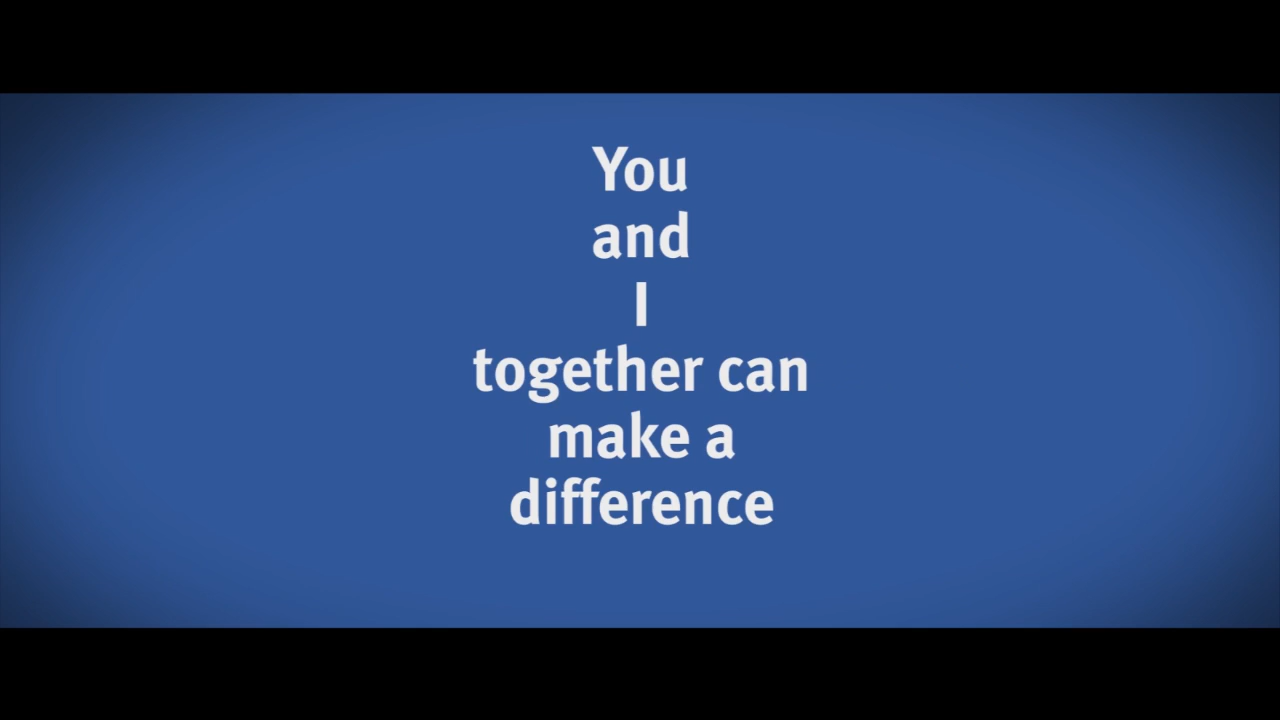 You
and
I
together can
make a
difference